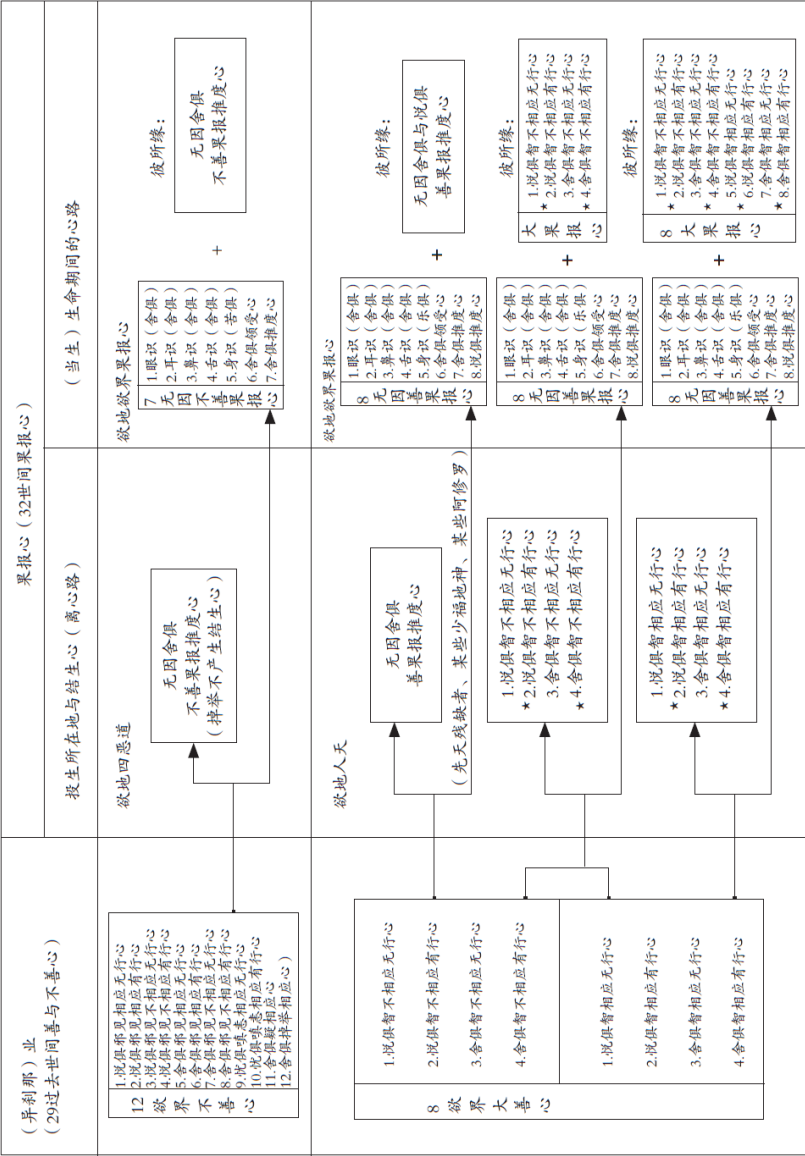 (异刹那)业
(29过去世间善与不善心)
果报心(32世间果报心)
投生所在地与结生心(离心路)
(当生)生命期间的心路
12欲界不善心
1.悦俱邪见相应无行心
2.悦俱邪见相应有行心
3.悦俱邪见不相应无行心
4.悦俱邪见不相应有行心
5.舍俱邪见相应无行心
6.舍俱邪见相应有行心
7.舍俱邪见不相应无行心
8.舍俱邪见不相应有行心
9.忧俱嗔恚相应无行心
10.忧俱嗔恚相应有行心
11.舍俱疑相应心
12.舍俱掉举相应心)
欲地四恶道
无因舍俱
不善果报推度心
(掉举不产生结生心)
欲地欲界果报心
7无因不善果报心
1.眼识(舍俱)
2.耳识(舍俱)
3.鼻识(舍俱)
4.舌识(舍俱)
5.身识(苦俱)
6.舍俱领受心
7.舍俱推度心
+
彼所缘:
无因舍俱
不善果报推度心
8欲界大善心
1.悦俱智不相应无行心
2.悦俱智不相应有行心
3.舍俱智不相应无行心
4.舍俱智不相应有行心
1.悦俱智相应无行心
2.悦俱智相应有行心
3.舍俱智相应无行心
4.舍俱智相应有行心
欲地人天
无因舍俱
善果报推度心
(先天残缺者、某些少福地神、某些阿修罗)
1.悦俱智不相应无行心
★2.悦俱智不相应有行心
3.舍俱智不相应无行心
★4.舍俱智不相应有行心
1.悦俱智相应无行心
★2.悦俱智相应有行心
3.舍俱智相应无行心
★4.舍俱智相应有行心
欲地欲界果报心
8无因善果报心
1.眼识(舍俱)
2.耳识(舍俱)
3.鼻识(舍俱)
4.舌识(舍俱)
5.身识(乐俱)
6.舍俱领受心
7.舍俱推度心
8.悦俱推度心
+
彼所缘:
无因舍俱与悦俱
善果报推度心
8无因善果报心
1.眼识(舍俱)
2.耳识(舍俱)
3.鼻识(舍俱)
4.舌识(舍俱)
5.身识(乐俱)
6.舍俱领受心
7.舍俱推度心
8.悦俱推度心
+
彼所缘:
大果报心
1.悦俱智不相应无行心
★2.悦俱智不相应有行心
3.舍俱智不相应无行心
★4.舍俱智不相应有行心
8无因善果报心
1.眼识(舍俱)
2.耳识(舍俱)
3.鼻识(舍俱)
4.舌识(舍俱)
5.身识(乐俱)
6.舍俱领受心
7.舍俱推度心
8.悦俱推度心
+
彼所缘:
8大果报心
1.悦俱智不相应无行心
★2.悦俱智不相应有行心
3.舍俱智不相应无行心
★4.舍俱智不相应有行心
5.悦俱智相应无行心
★6.悦俱智相应有行心
7.舍俱智相应无行心
★8.舍俱智相应有行心